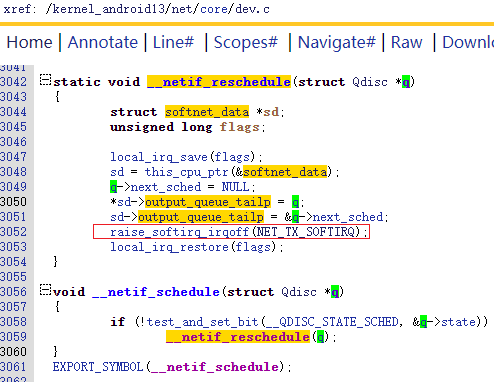 xref: /kernel_android13/net/core/dev.c
Home | Annotate | Line# | Scopes# | Navigate# | Raw | Downlo
3041
3042 static void __netif_reschedule(struct Qdisc *q)
3043 {
3044 struct softnet_data *sd;
3045 unsigned long flags;
3046
3047 local_irq_save(flags);
3048 sd = this_cpu_ptr(&softnet_data);
3049 q->next_sched = NULL;
3050 *sd->output_queue_tailp = q;
3051 sd->output_queue_tailp = &q->next_sched;
3052 raise_softirq_irqoff(NET_TX_SOFTIRQ);
3053 local_irq_restore(flags);
3054 }
3055
3056 void __netif_schedule(struct Qdisc *q)
3057 {
3058 if (!test_and_set_bit(__QDISC_STATE_SCHED, &q->state))
3059 __netif_reschedule(q);
3060 }
3061 EXPORT_SYMBOL(__netif_schedule);
3062